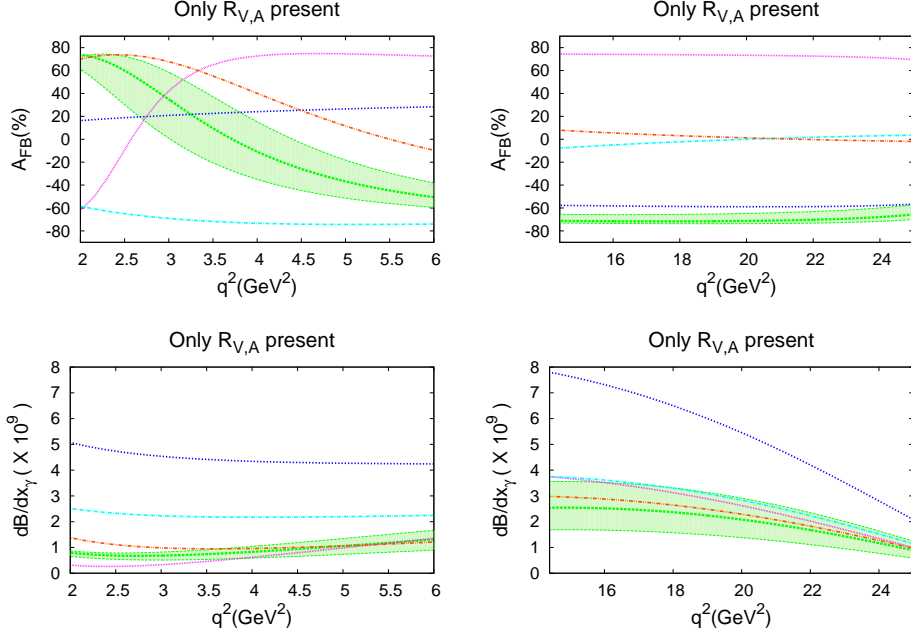 Only R_{V,A} present
A_{FB}(%)
80
60
40
20
0
-20
-40
-60
-80
2 2.5 3 3.5 4 4.5 5 5.5 6
q^2(GeV^2)
Only R_{V,A} present
A_{FB}(%)
80
60
40
20
0
-20
-40
-60
-80
16 18 20 22 24
q^2(GeV^2)
Only R_{V,A} present
dB/dx_γ ( X 10^9)
8
7
6
5
4
3
2
1
0
2 2.5 3 3.5 4 4.5 5 5.5 6
q^2(GeV^2)
Only R_{V,A} present
dB/dx_γ ( X 10^9)
8
7
6
5
4
3
2
1
0
16 18 20 22 24
q^2(GeV^2)